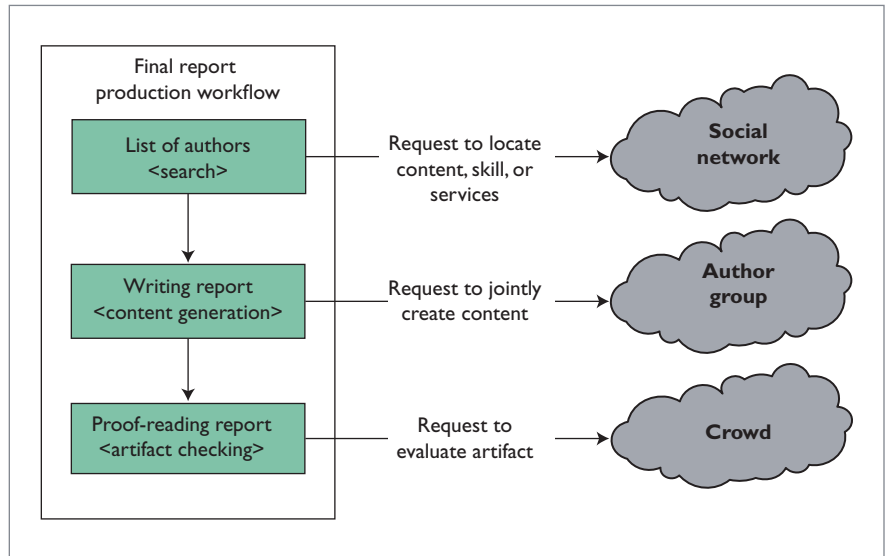 Final report
production workflow
List of authors
<search>
Request to locate
content, skill, or
services
Social
network
Writing report
<content generation>
Request to jointly
create content
Author
group
Proof-reading report
<artifact checking>
Request to
evaluate artifact
Crowd